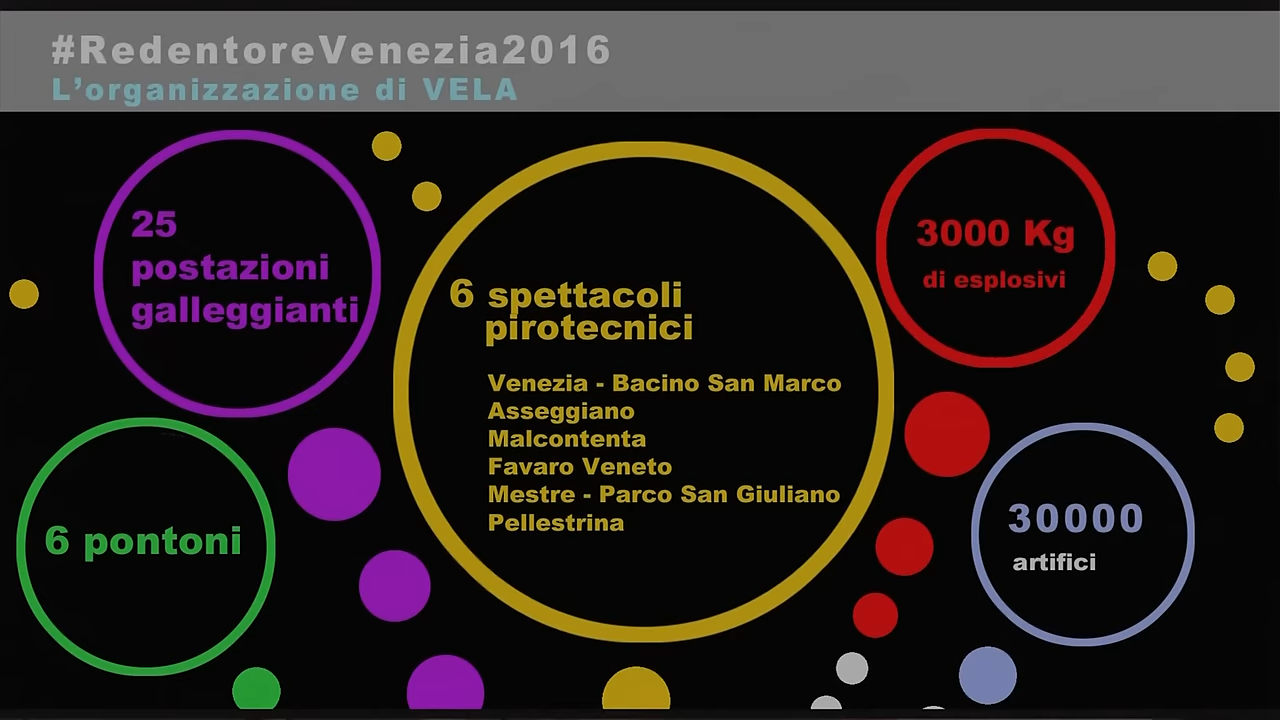 #RedentoreVenezia2016
L'organizzazione di VELA
25
postazioni
galleggianti
6 spettacoli
pirotecnici
Venezia - Bacino San Marco
Asseggiano
Malcontenta
Favaro Veneto
Mestre - Parco San Giuliano
Pellestrina
3000 Kg
di esplosivi
6 pontoni
30000
artifici